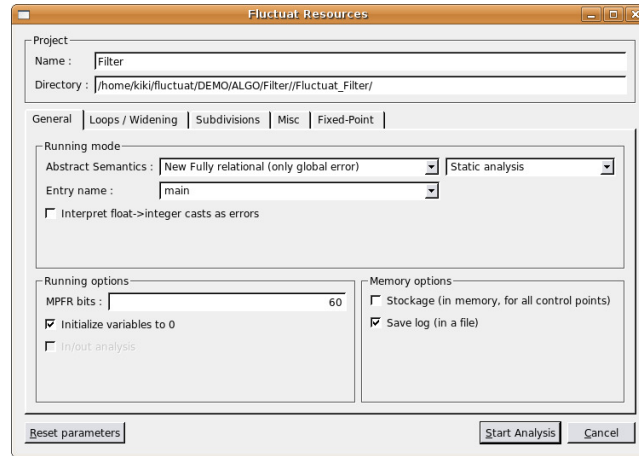 Fluctuat Resources
Project
Name : Filter
Directory : /home/kiki/fluctuat/DEMO/ALGO/Filter//Fluctuat_Filter/
General Loops / Widening Subdivisions Misc Fixed-Point
Running mode
Abstract Semantics : New Fully relational (only global error) Static analysis
Entry name : main
Interpret float->integer casts as errors
Running options Memory options
MPFR bits : 60 Stockage (in memory, for all control points)
Initialize variables to 0 Save log (in a file)
In/out analysis
Reset parameters Start Analysis Cancel